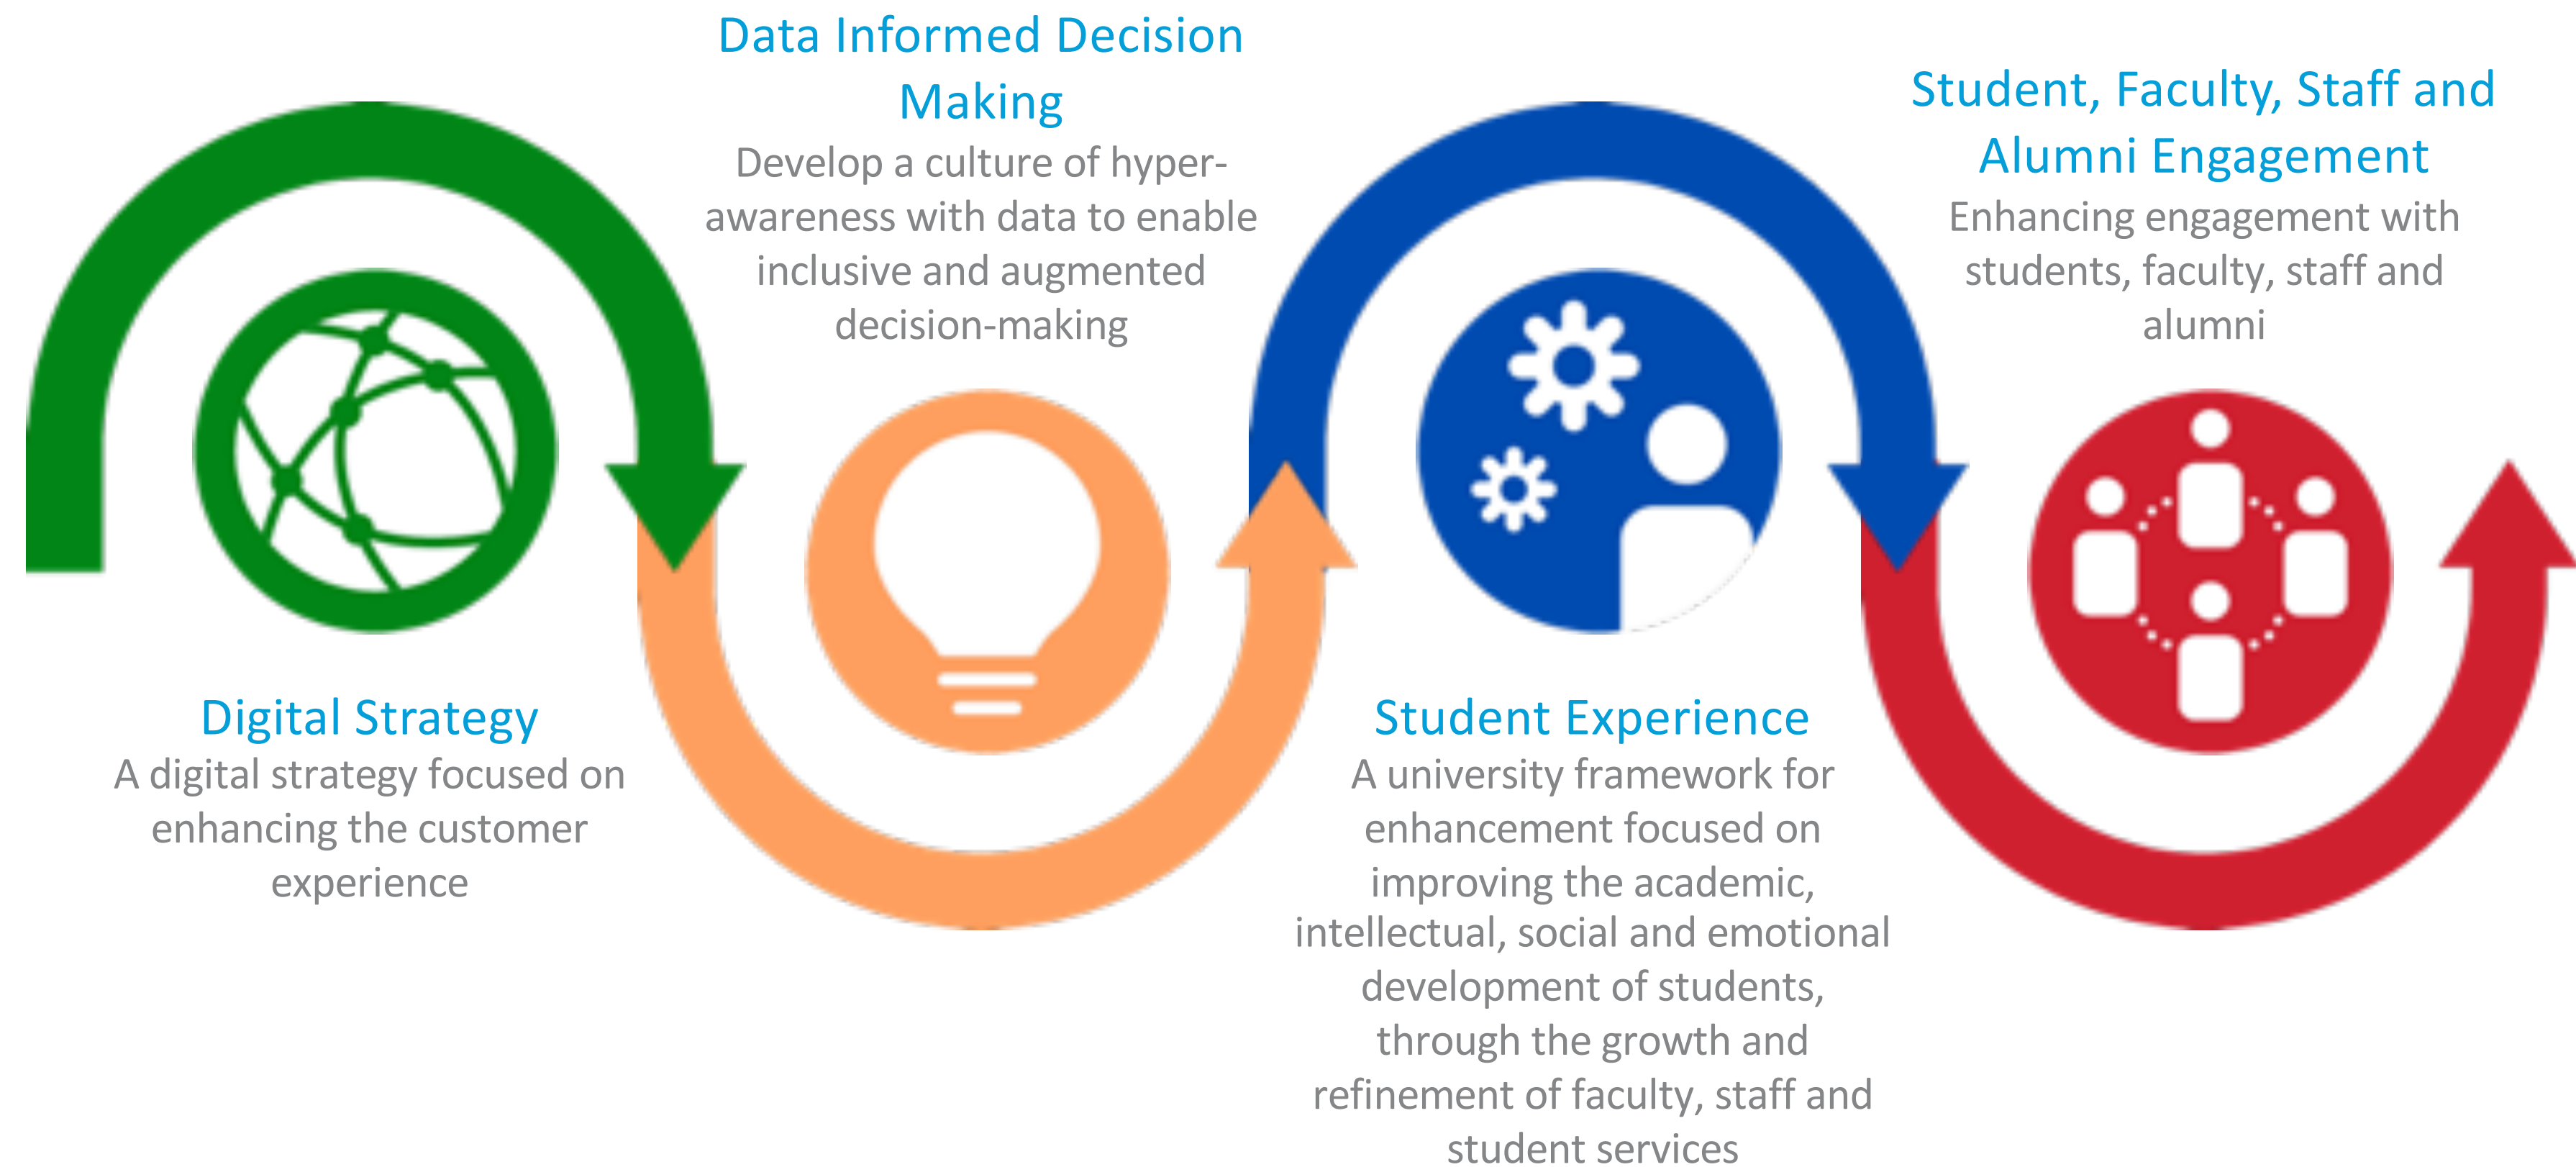 Digital Strategy
A digital strategy focused on
enhancing the customer
experience
Data Informed Decision
Making
Develop a culture of hyper-
awareness with data to enable
inclusive and augmented
decision-making
Student Experience
A university framework for
enhancement focused on
improving the academic,
intellectual, social and emotional
development of students,
through the growth and
refinement of faculty, staff and
student services
Student, Faculty, Staff and
Alumni Engagement
Enhancing engagement with
students, faculty, staff and
alumni